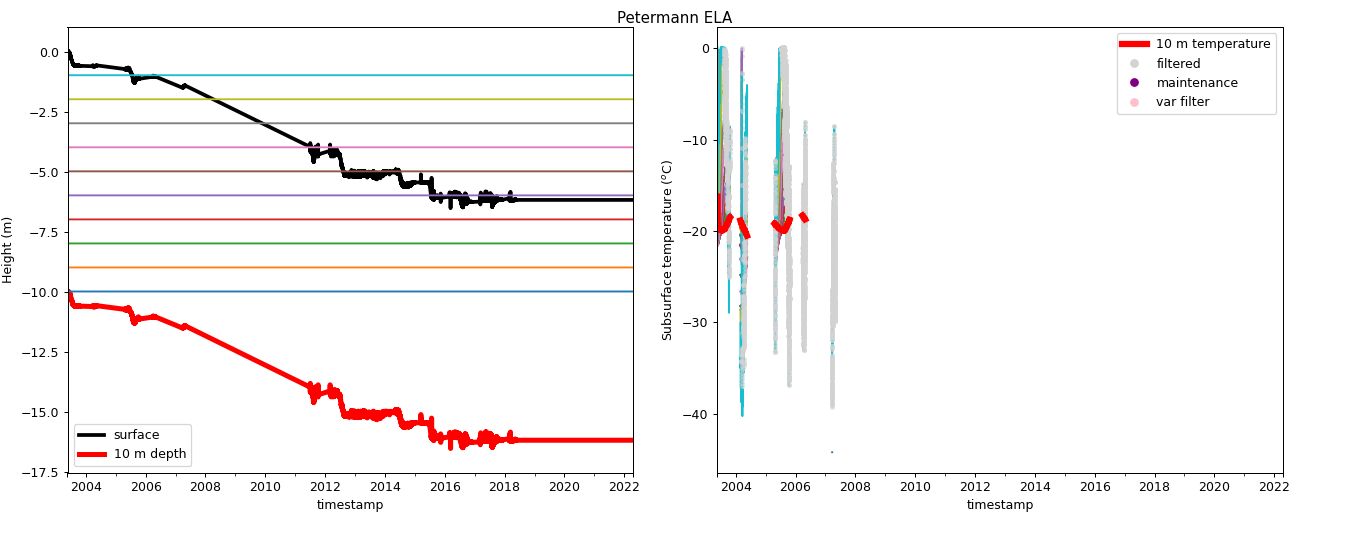 Petermann ELA
Height (m)
0.0
−2.5
−5.0
−7.5
−10.0
−12.5
−15.0
−17.5
surface
10 m depth
2004 2006 2008 2010 2012 2014 2016 2018 2020 2022
timestamp
Subsurface temperature (°C)
0
−10
−20
−30
−40
10 m temperature
filtered
maintenance
var filter
2004 2006 2008 2010 2012 2014 2016 2018 2020 2022
timestamp